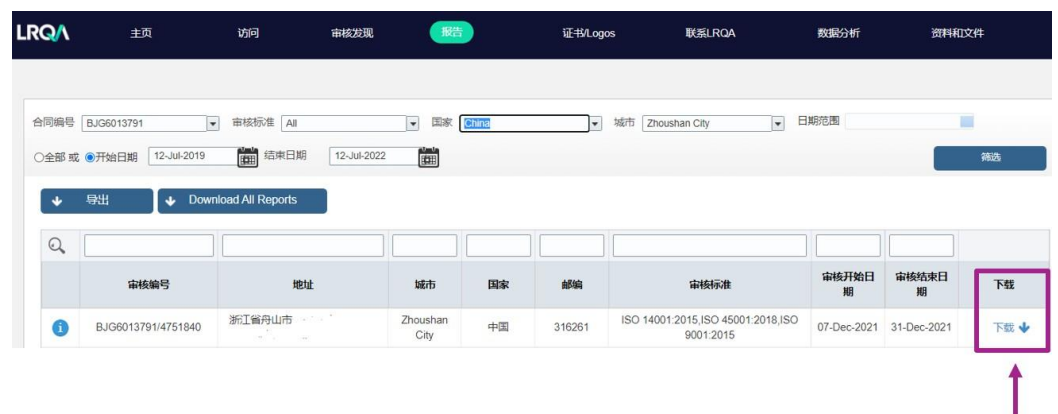 LRQA 主页 访问 审核发现 报告 证书/Logos 联系LRQA 数据分析 资料和文件
合同编号 BJG6013791 审核标准 All 国家 China 城市 Zhoushan City 日期范围
全部 或 开始日期 12-Jul-2019 结束日期 12-Jul-2022 筛选
导出 Download All Reports
审核编号 地址 城市 国家 邮编 审核标准 审核开始日期 审核结束日期 下载
BJG6013791/4751840 浙江省舟山市 Zhoushan City 中国 316261 ISO 14001:2015,ISO 45001:2018,ISO 9001:2015 07-Dec-2021 31-Dec-2021 下载